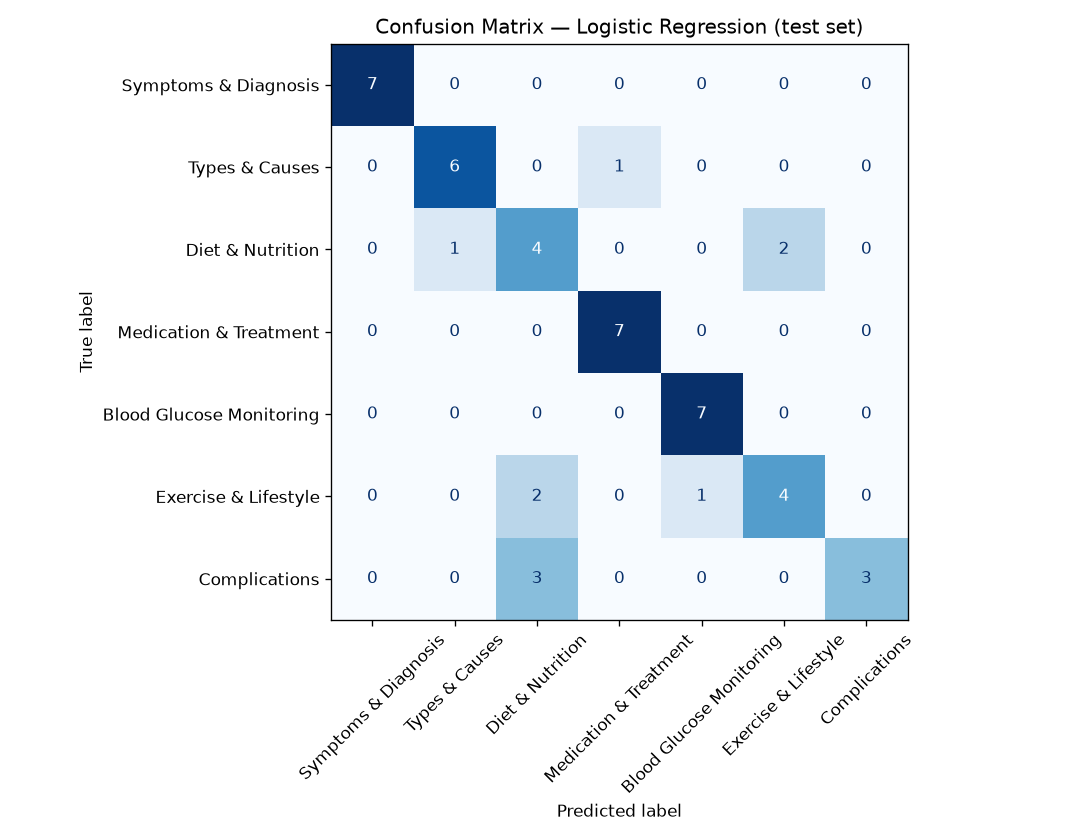 Confusion Matrix — Logistic Regression (test set)
True label
Symptoms & Diagnosis 7 0 0 0 0 0 0
Types & Causes 0 6 0 1 0 0 0
Diet & Nutrition 0 1 4 0 0 2 0
Medication & Treatment 0 0 0 7 0 0 0
Blood Glucose Monitoring 0 0 0 0 7 0 0
Exercise & Lifestyle 0 0 2 0 1 4 0
Complications 0 0 3 0 0 0 3
Symptoms & Diagnosis
Types & Causes
Diet & Nutrition
Medication & Treatment
Blood Glucose Monitoring
Exercise & Lifestyle
Complications
Predicted label